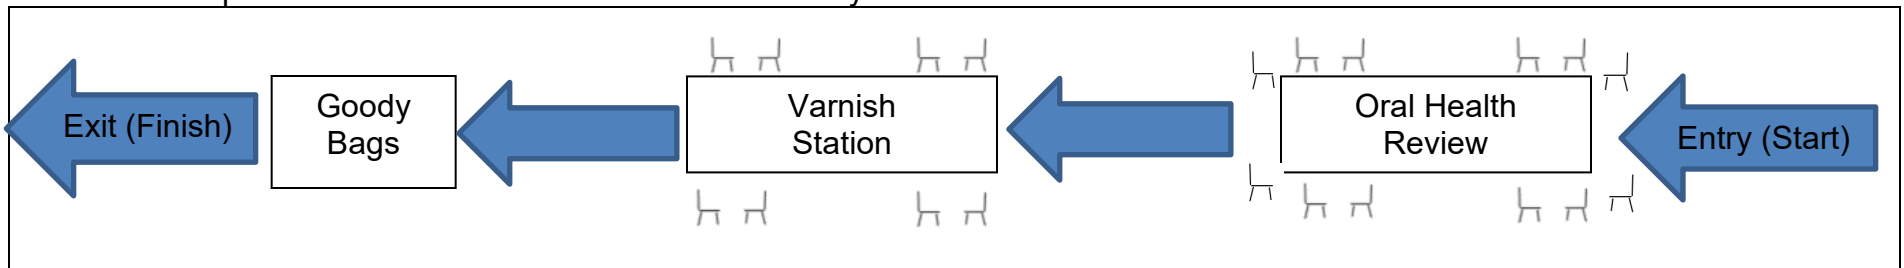 Exit (Finish)
Goody
Bags
Varnish
Station
Oral Health
Review
Entry (Start)